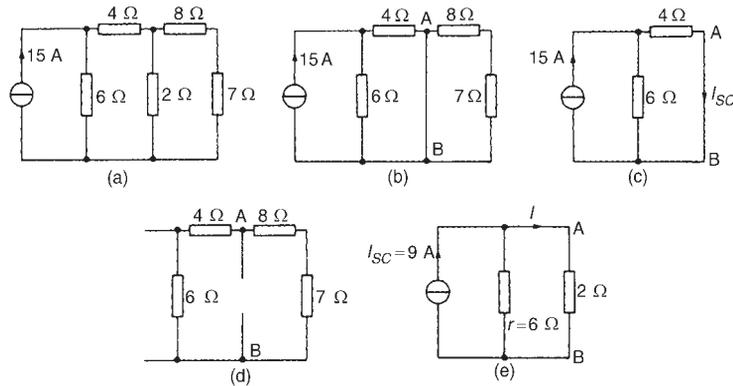 4 Ω 8 Ω
15 A
6 Ω 2 Ω 7 Ω
(a)
4 Ω A 8 Ω
15 A
6 Ω 7 Ω
B
(b)
4 Ω A
15 A
6 Ω
I_SC
B
(c)
4 Ω A 8 Ω
6 Ω 7 Ω
B
(d)
I A
I_SC = 9 A
2 Ω
r = 6 Ω
B
(e)